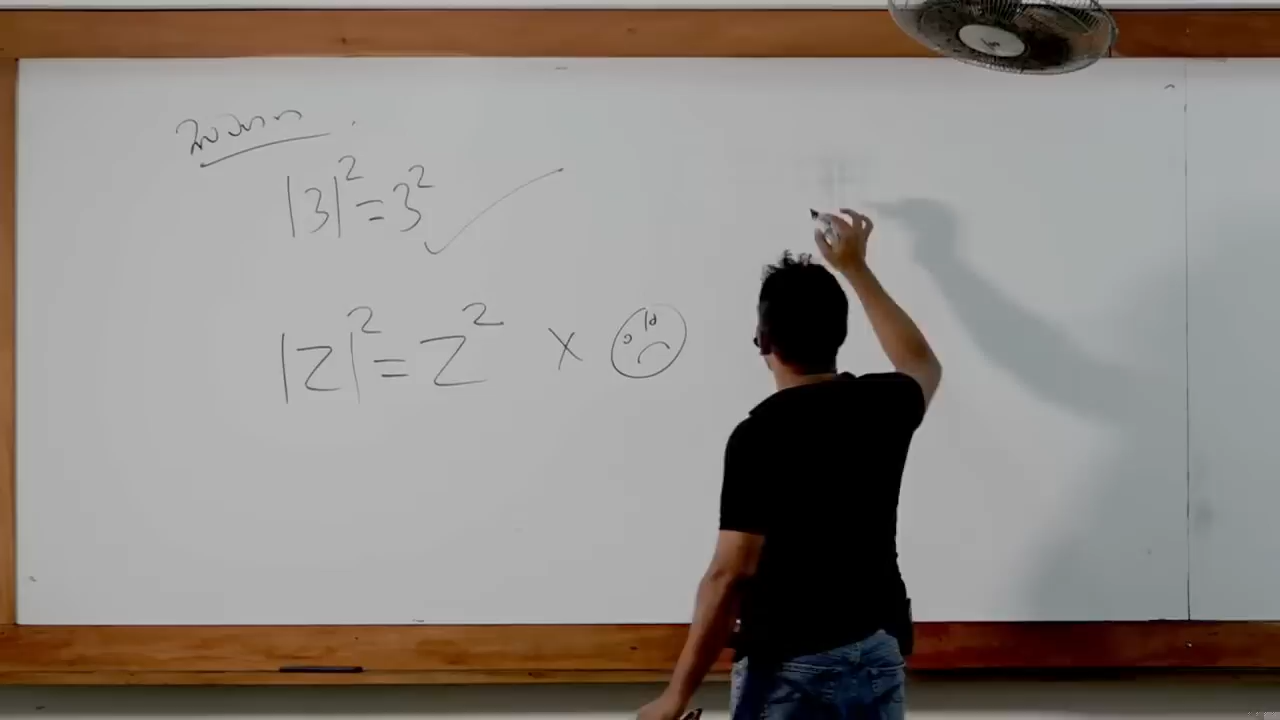 |3|² = 3²
|z|² = z² ×